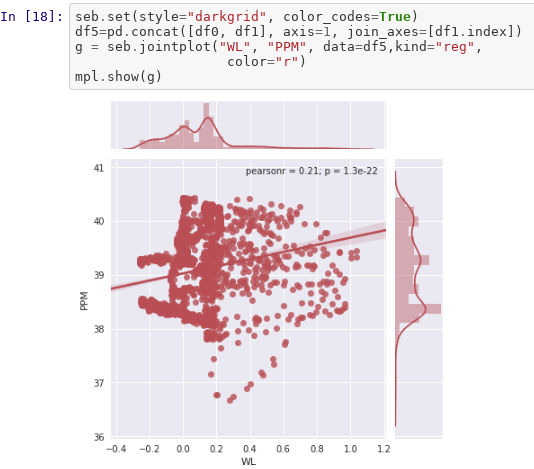 In [18]: seb.set(style="darkgrid", color_codes=True)
df5=pd.concat([df0, df1], axis=1, join_axes=[df1.index])
g = seb.jointplot("WL", "PPM", data=df5,kind="reg",
color="r")
mpl.show(g)
pearsonr = 0.21; p = 1.3e-22
41
40
39
38
37
36
PPM
−0.4 −0.2 0.0 0.2 0.4 0.6 0.8 1.0 1.2
WL